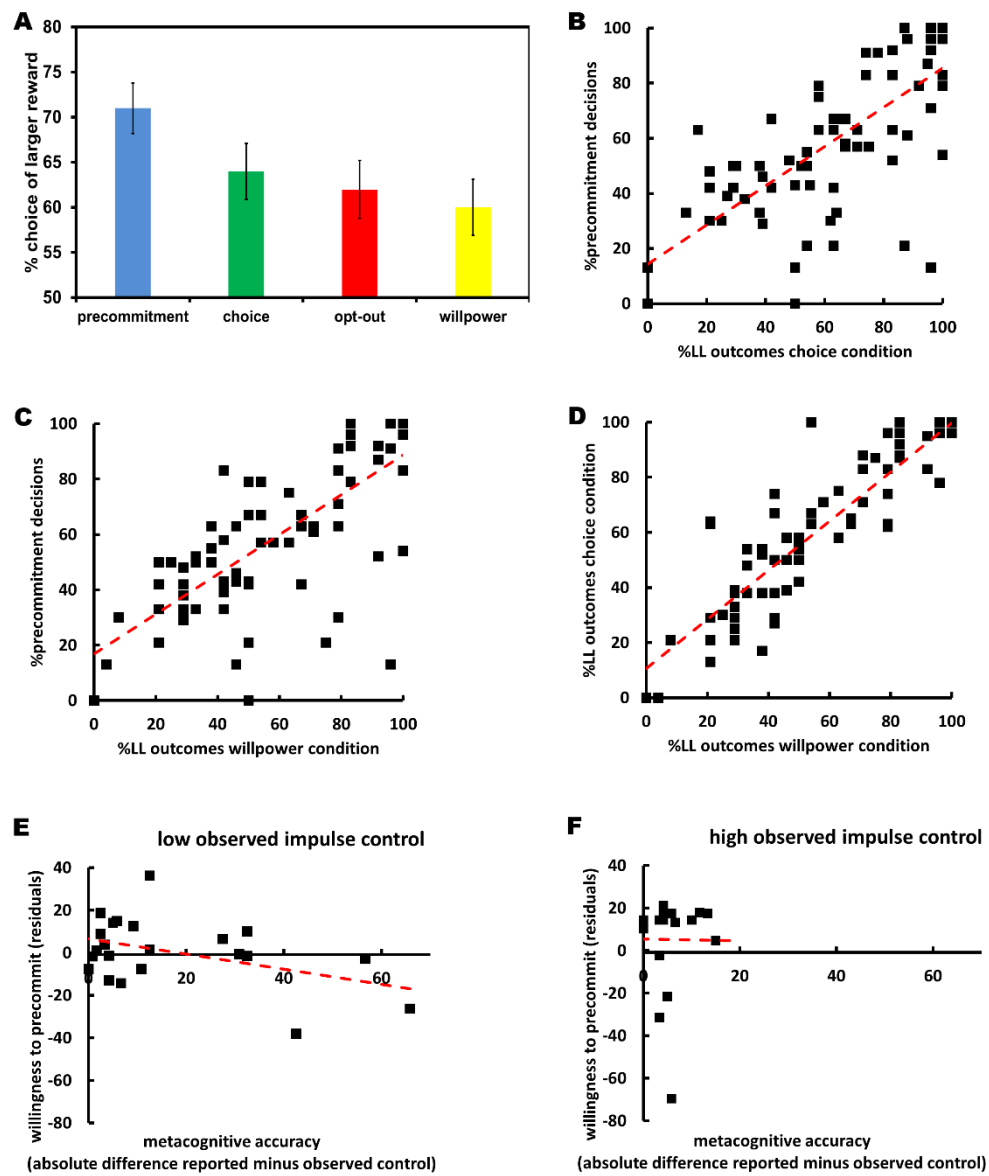 A
% choice of larger reward
80
75
70
65
60
55
50
precommitment choice opt-out willpower
B
%precommitment decisions
100
80
60
40
20
0
0 20 40 60 80 100
%LL outcomes choice condition
C
%precommitment decisions
100
80
60
40
20
0
0 20 40 60 80 100
%LL outcomes willpower condition
D
%LL outcomes choice condition
100
80
60
40
20
0
0 20 40 60 80 100
%LL outcomes willpower condition
E
low observed impulse control
willingness to precommit (residuals)
40
20
0
-20
-40
-60
-80
0 20 40 60
metacognitive accuracy
(absolute difference reported minus observed control)
F
high observed impulse control
willingness to precommit (residuals)
40
20
0
-20
-40
-60
-80
0 20 40 60
metacognitive accuracy
(absolute difference reported minus observed control)